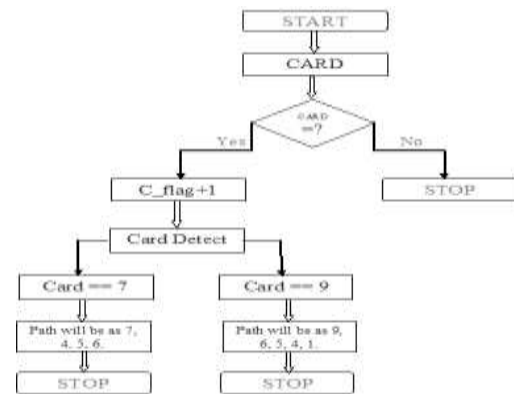 START
CARD
CARD
=?
Yes
No
C_flag+1
STOP
Card Detect
Card == 7
Card == 9
Path will be as 7,
4, 5, 6.
Path will be as 9,
6, 5, 4, 1.
STOP
STOP